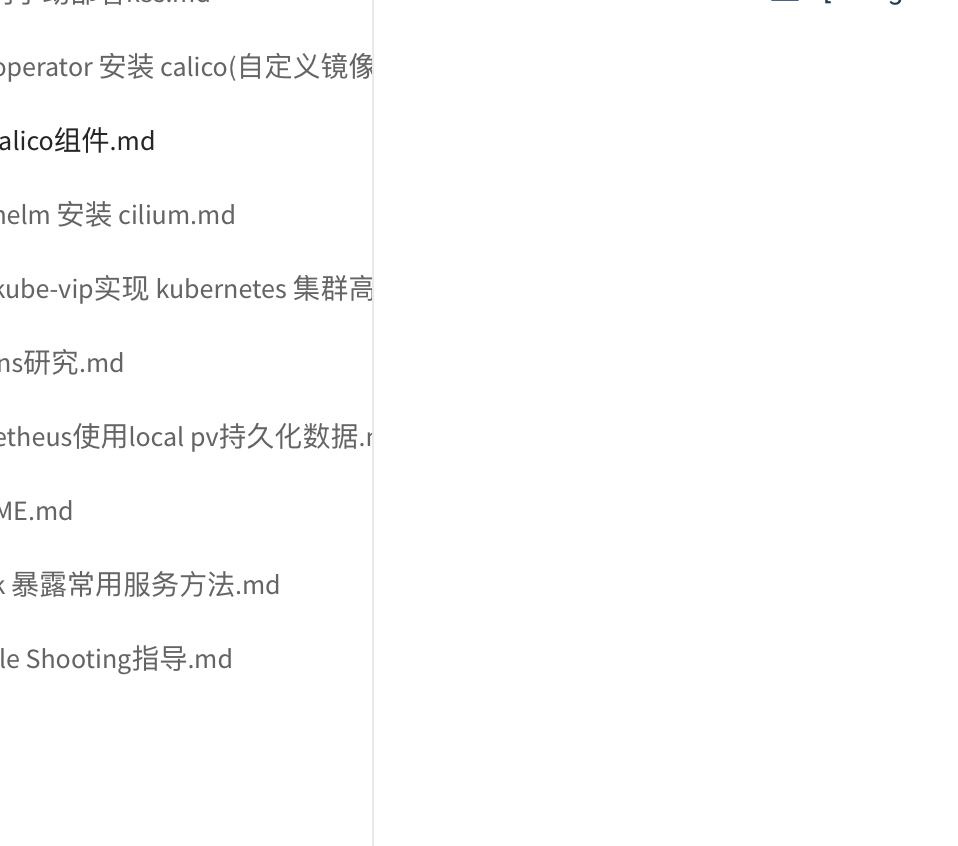 operator 安装 calico(自定义镜像
alico组件.md
helm 安装 cilium.md
kube-vip实现 kubernetes 集群高
ns研究.md
etheus使用local pv持久化数据.
ME.md
k 暴露常用服务方法.md
le Shooting指导.md